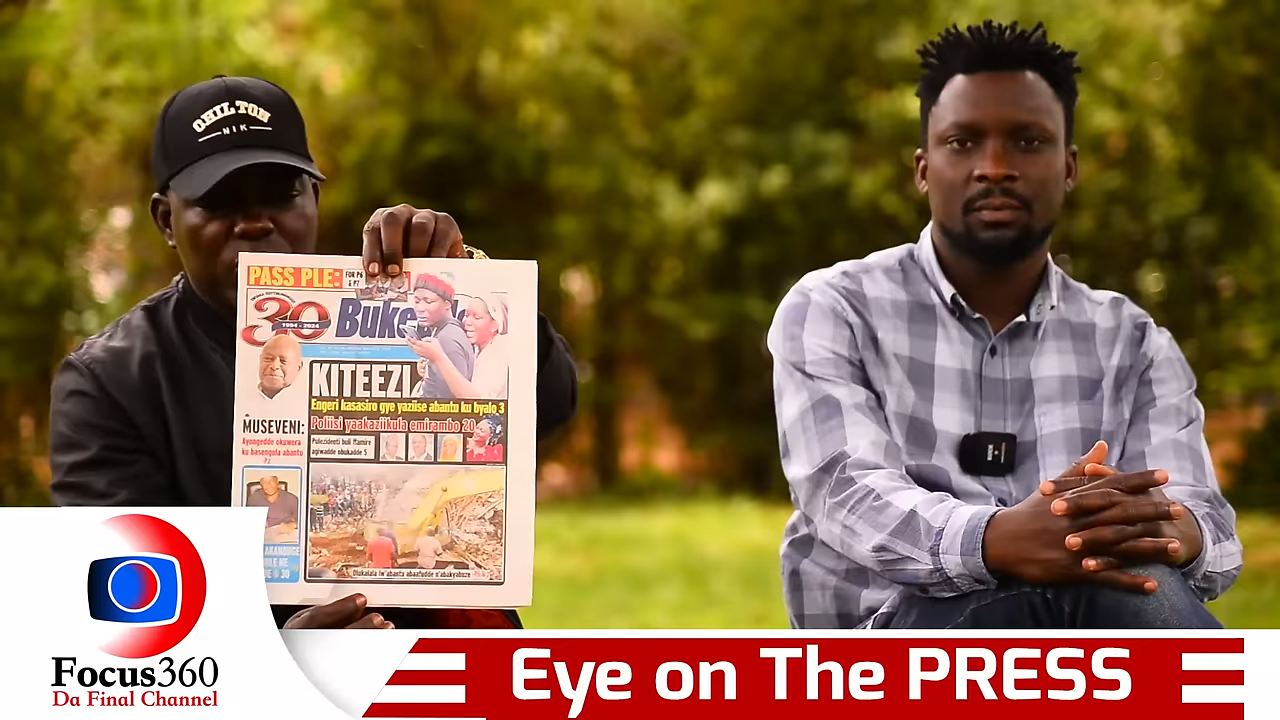 QHILTON
NIK
PASS PLE:
FOR P6
& P7
30
1994 - 2024
Buke
KITEEZI
Engeri kasasiro gye yaziise abantu ku byalo 3
Poliisi yaakaziikula emirambo 20
MUSEVENI:
Ayongedde okuwera
ku basengula abantu
Pulezidenti buli ffamire
agiwadde obukadde 5
Olukalala lw'abantu abaafudde n'abakyabuze
Focus360
Da Final Channel
Eye on The PRESS